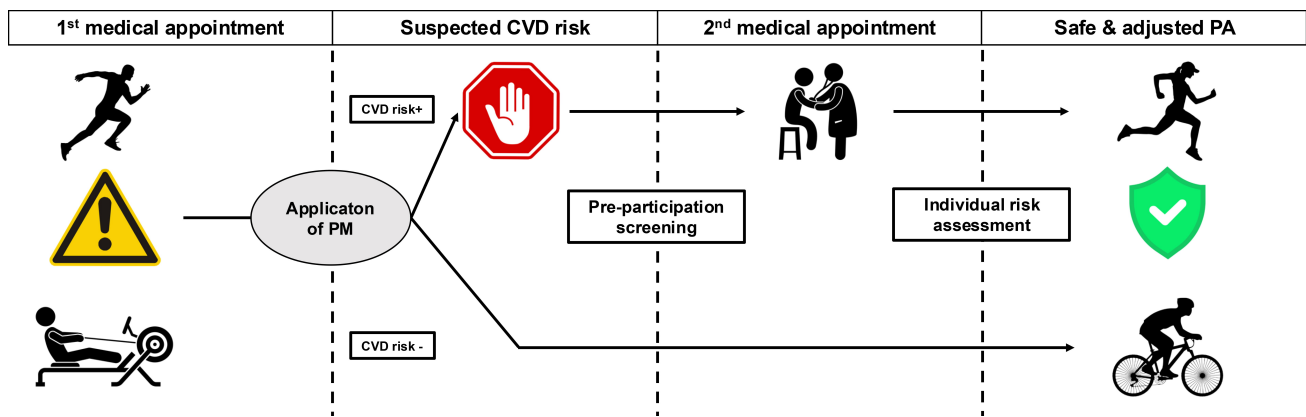 1st medical appointment
Suspected CVD risk
2nd medical appointment
Safe & adjusted PA
CVD risk+
Applicaton
of PM
Pre-participation
screening
Individual risk
assessment
CVD risk -